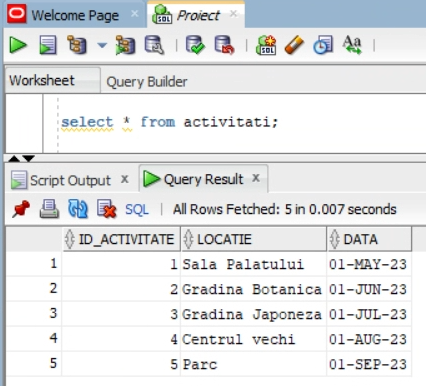 Welcome Page × Proiect ×
SQL Aa
Worksheet Query Builder
select * from activitati;
Script Output × Query Result ×
SQL | All Rows Fetched: 5 in 0.007 seconds
ID_ACTIVITATE LOCATIE DATA
1 1 Sala Palatului 01-MAY-23
2 2 Gradina Botanica 01-JUN-23
3 3 Gradina Japoneza 01-JUL-23
4 4 Centrul vechi 01-AUG-23
5 5 Parc 01-SEP-23